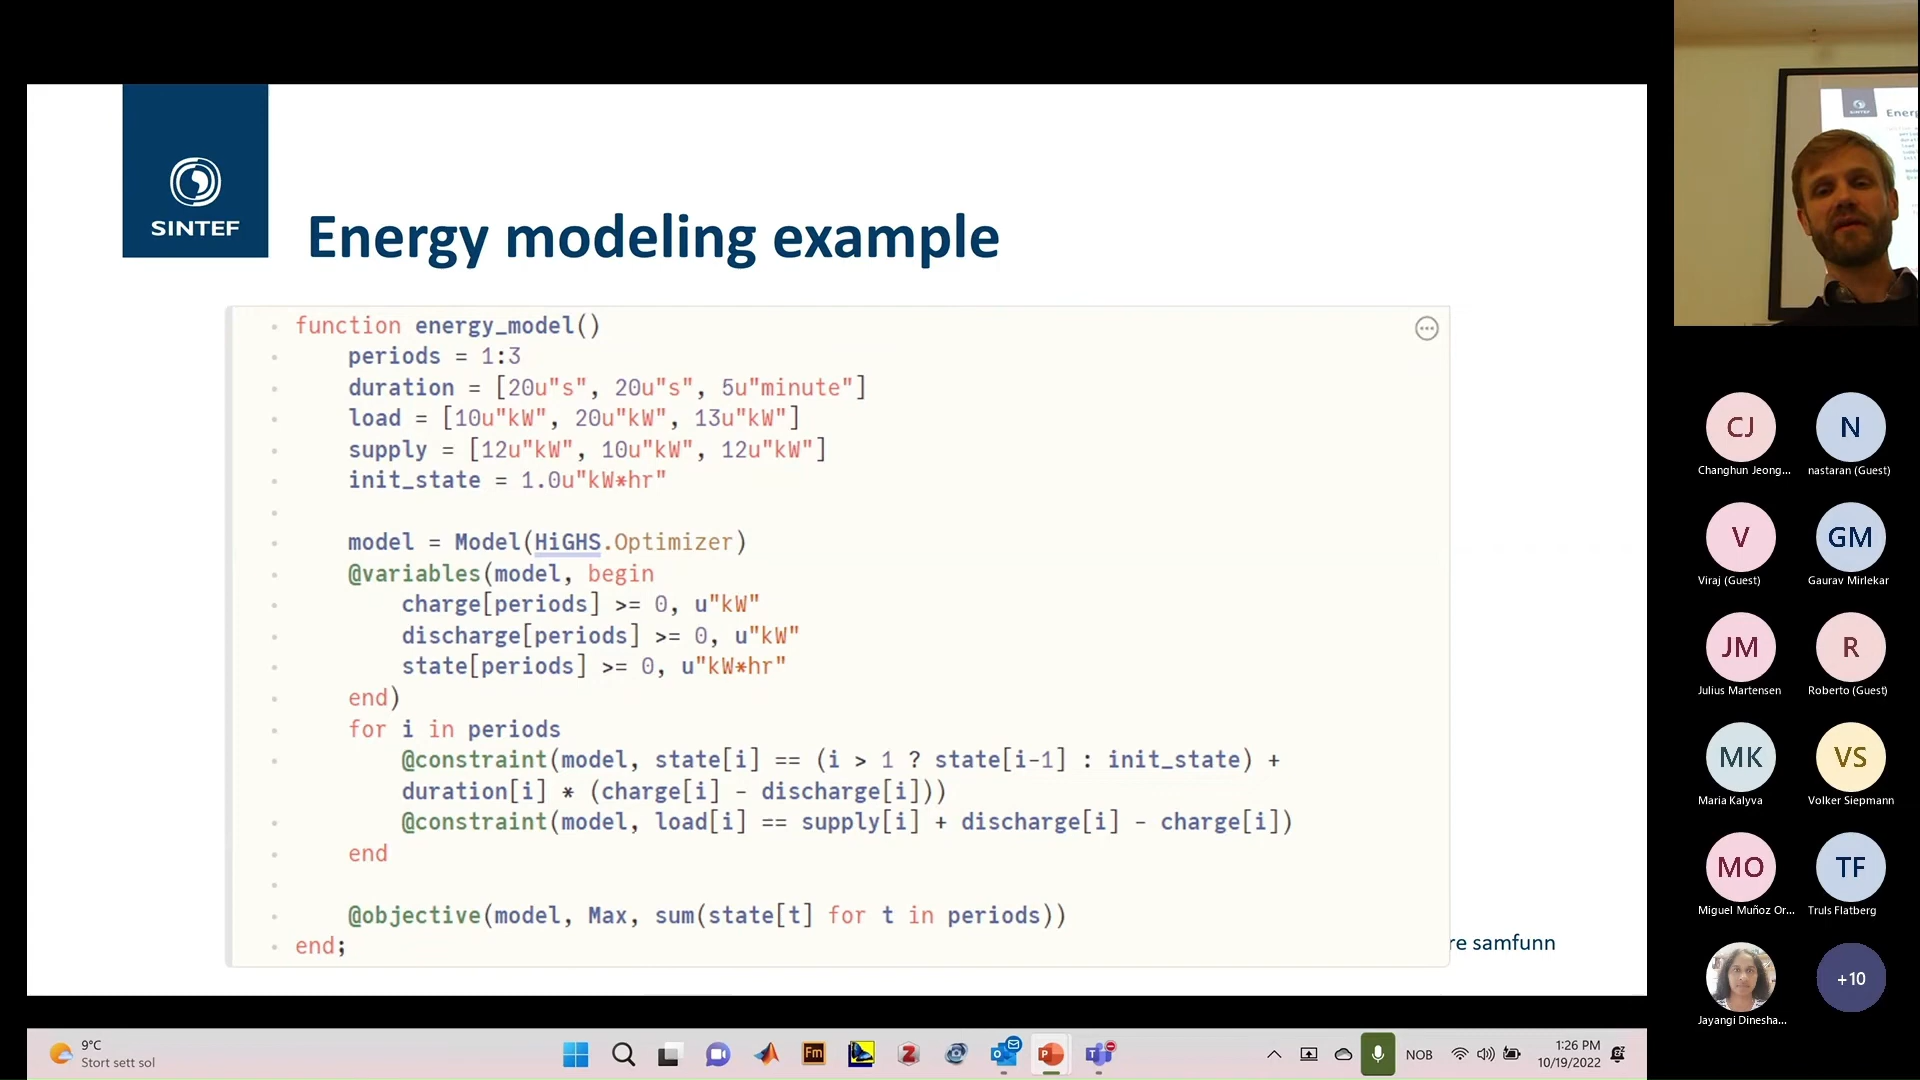 SINTEF
Energy modeling example
function energy_model()
periods = 1:3
duration = [20u"s", 20u"s", 5u"minute"]
load = [10u"kW", 20u"kW", 13u"kW"]
supply = [12u"kW", 10u"kW", 12u"kW"]
init_state = 1.0u"kW*hr"
model = Model(HiGHS.Optimizer)
@variables(model, begin
charge[periods] >= 0, u"kW"
discharge[periods] >= 0, u"kW"
state[periods] >= 0, u"kW*hr"
end)
for i in periods
@constraint(model, state[i] == (i > 1 ? state[i-1] : init_state) +
duration[i] * (charge[i] - discharge[i]))
@constraint(model, load[i] == supply[i] + discharge[i] - charge[i])
end
@objective(model, Max, sum(state[t] for t in periods))
end;
re samfunn
CJ
Changhun Jeong...
N
nastaran (Guest)
V
Viraj (Guest)
GM
Gaurav Mirlekar
JM
Julius Martensen
R
Roberto (Guest)
MK
Maria Kalyva
VS
Volker Siepmann
MO
Miguel Muñoz Or...
TF
Truls Flatberg
Jayangi Dinesha...
+10
9°C
Stort sett sol
Fm
Z
NOB
1:26 PM
10/19/2022